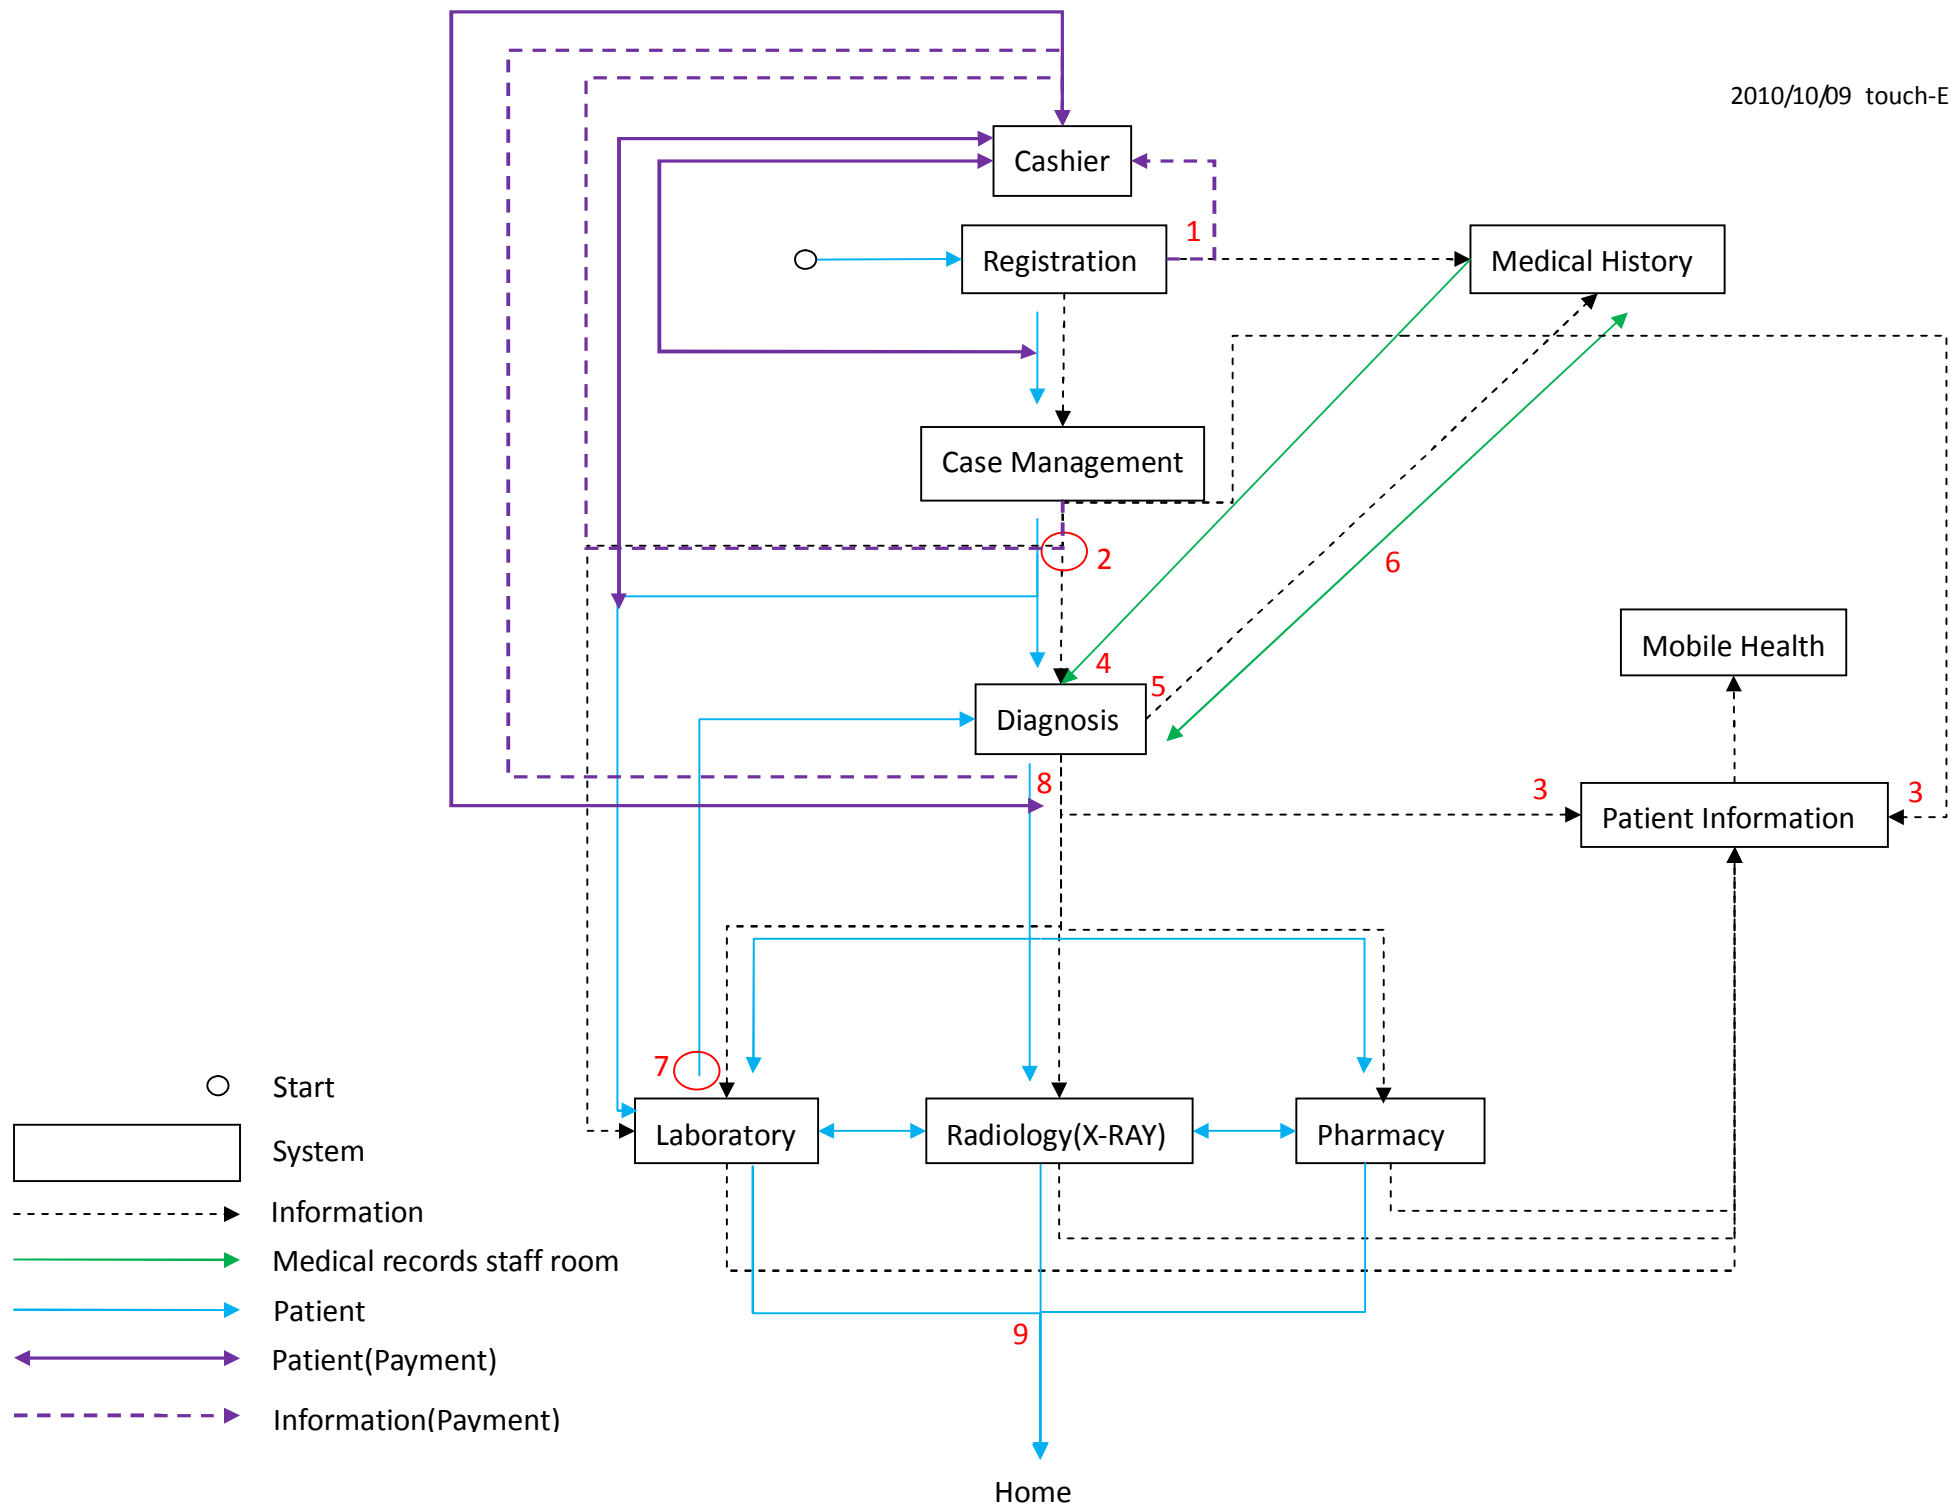 2010/10/09 touch-E
Cashier
1
Registration
Medical History
Case Management
2
6
4
5
Mobile Health
Diagnosis
8
3
3
Patient Information
7
Laboratory
Radiology(X-RAY)
Pharmacy
9
Home
Start
System
Information
Medical records staff room
Patient
Patient(Payment)
Information(Payment)